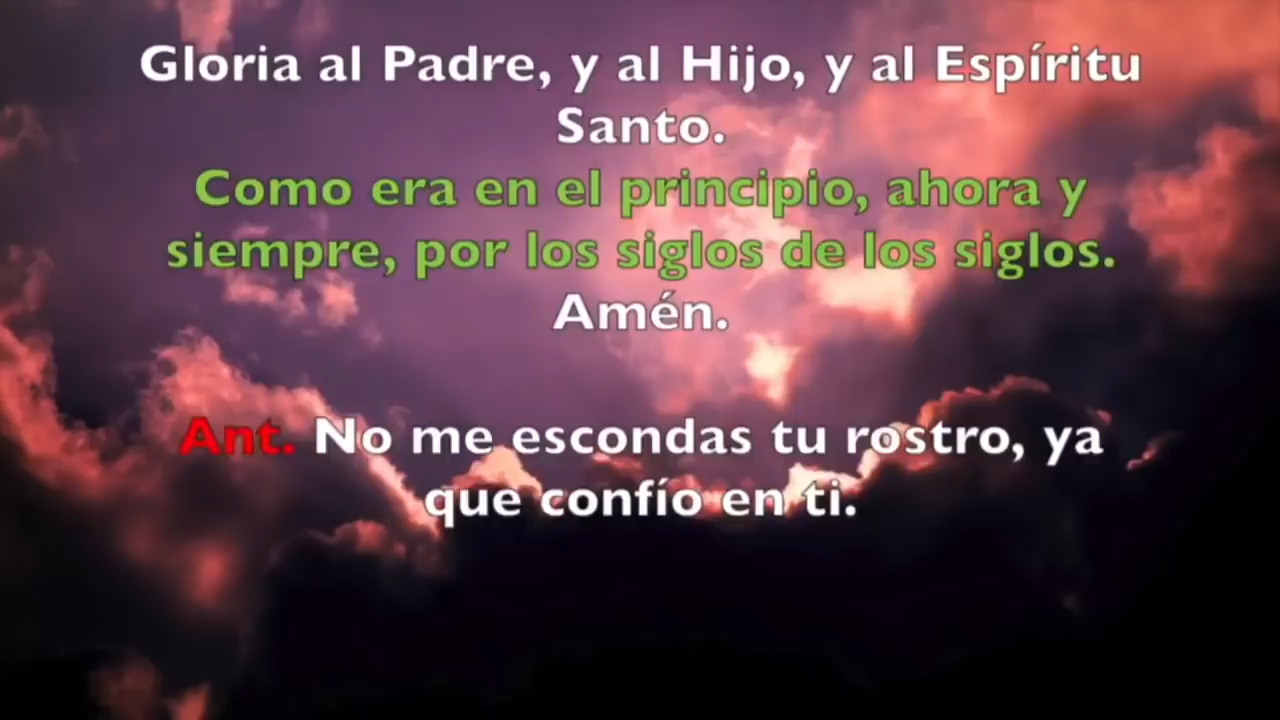 Gloria al Padre, y al Hijo, y al Espíritu
Santo.
Como era en el principio, ahora y
siempre, por los siglos de los siglos.
Amén.
Ant. No me escondas tu rostro, ya
que confío en ti.